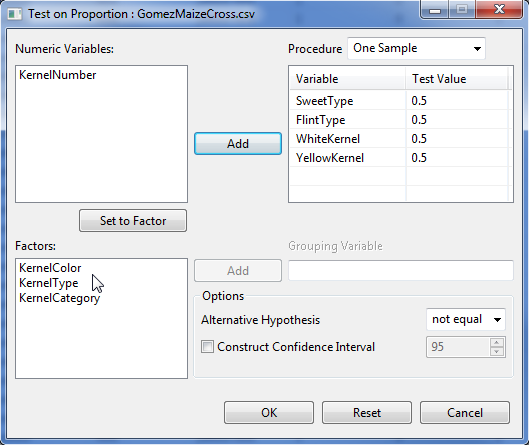 Test on Proportion : GomezMaizeCross.csv
Numeric Variables:
KernelNumber
Procedure One Sample
Variable Test Value
SweetType 0.5
FlintType 0.5
WhiteKernel 0.5
YellowKernel 0.5
Add
Set to Factor
Factors:
KernelColor
KernelType
KernelCategory
Add
Grouping Variable
Options
Alternative Hypothesis not equal
Construct Confidence Interval 95
OK Reset Cancel